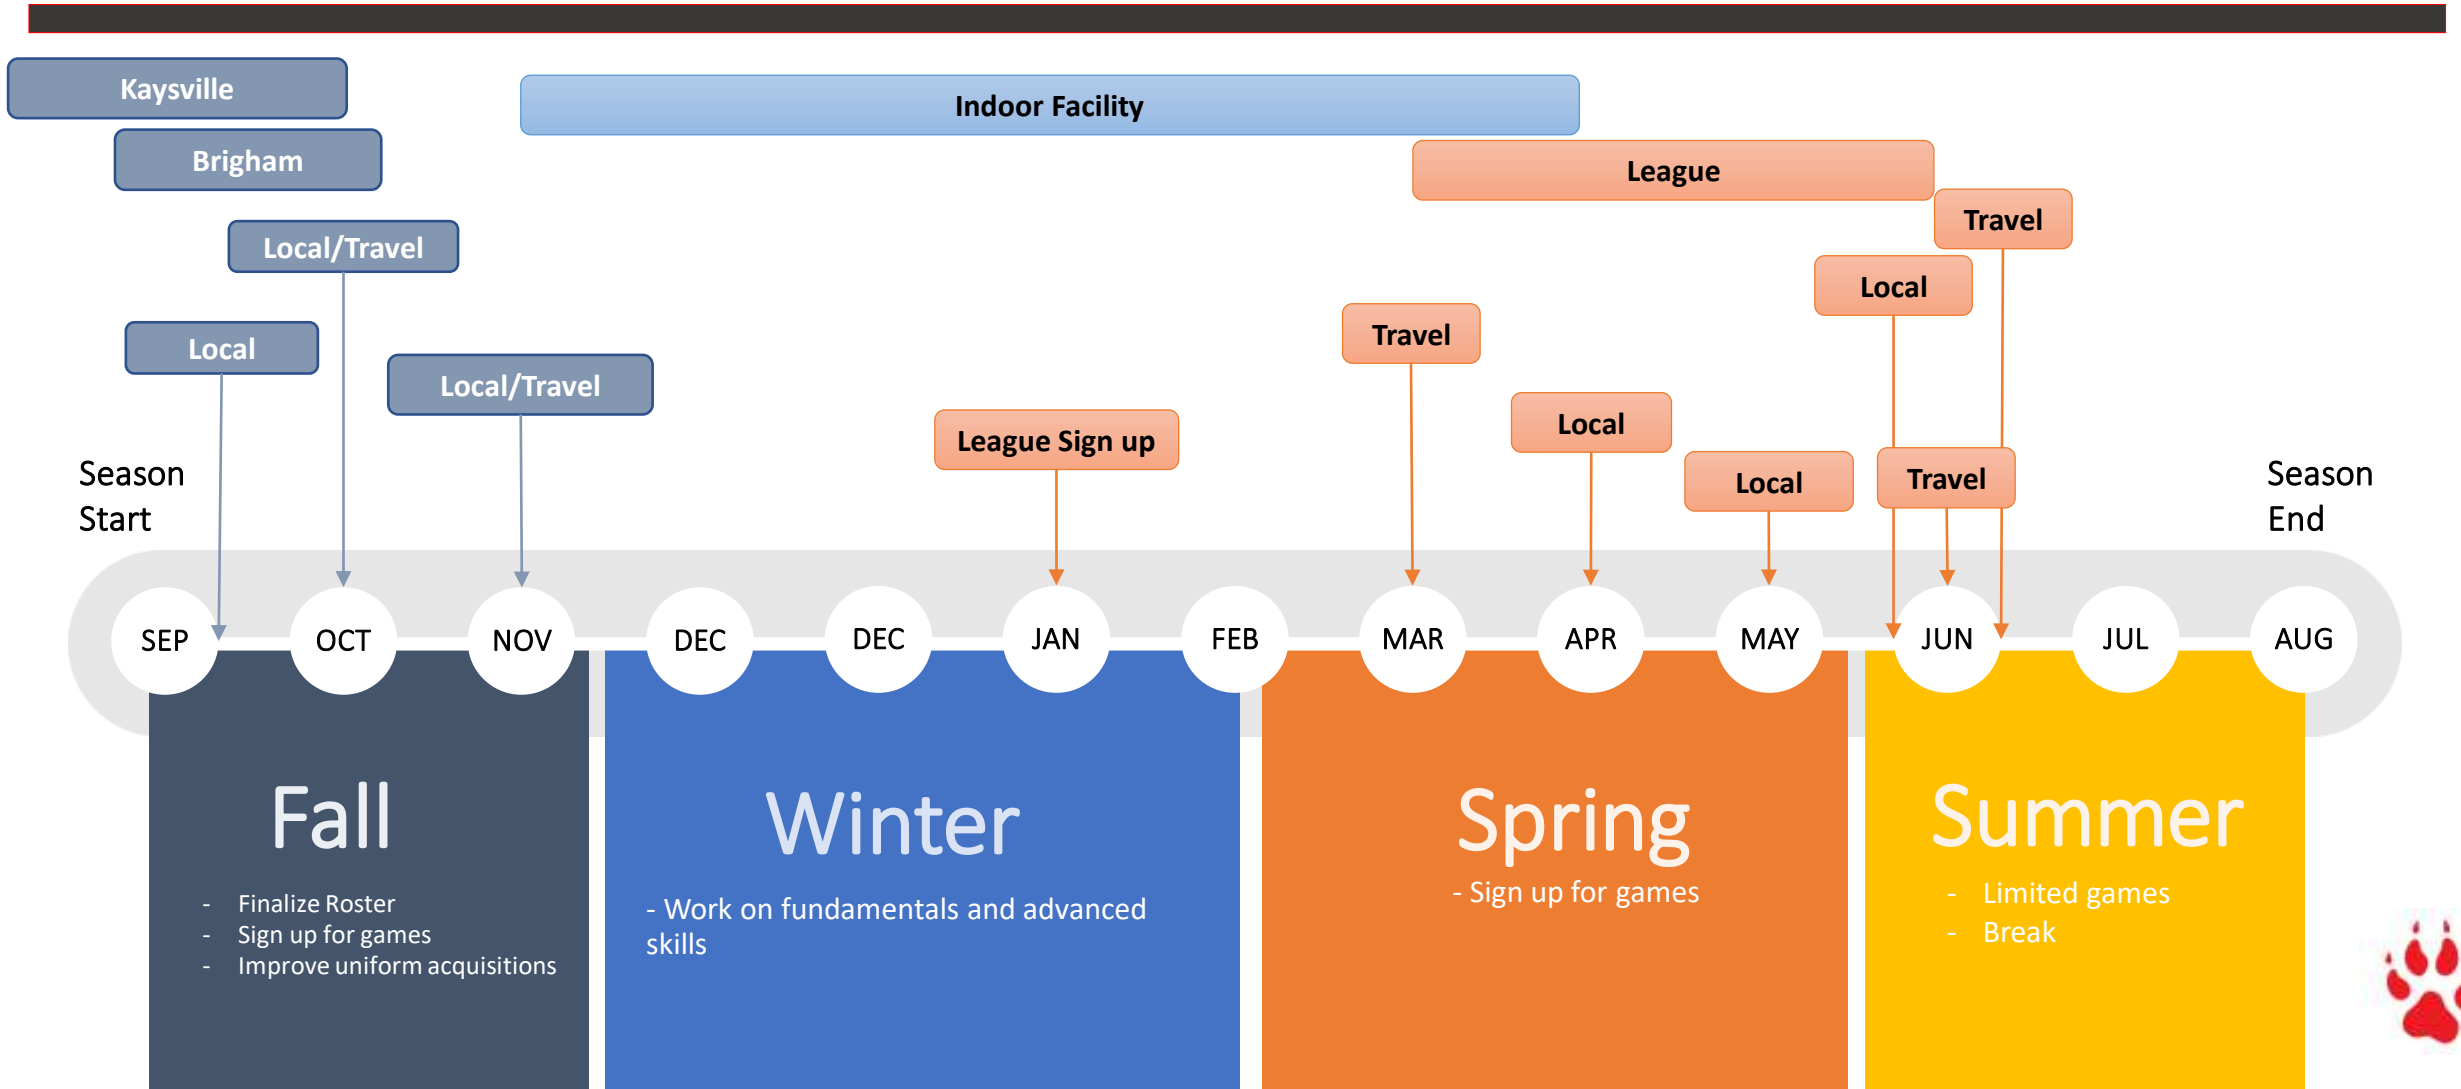 Kaysville
Indoor Facility
Brigham
League
Travel
Local/Travel
Local
Travel
Local
Local/Travel
Local
League Sign up
Local
Travel
Season
Start
Season
End
SEP
OCT
NOV
DEC
DEC
JAN
FEB
MAR
APR
MAY
JUN
JUL
AUG
Fall
- Finalize Roster
- Sign up for games
- Improve uniform acquisitions
Winter
- Work on fundamentals and advanced
skills
Spring
- Sign up for games
Summer
- Limited games
- Break